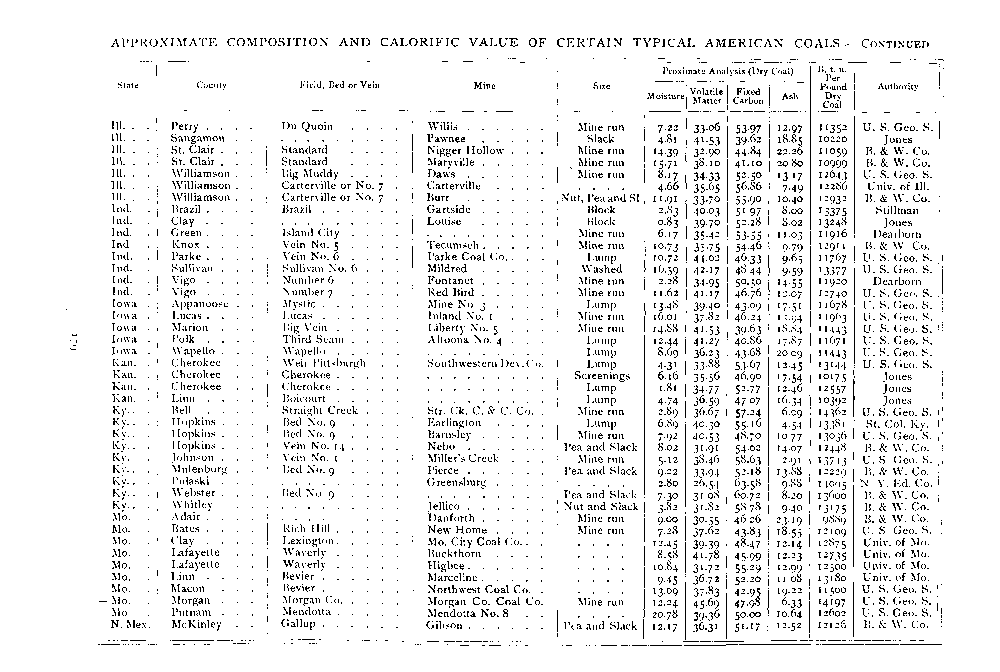 APPROXIMATE COMPOSITION AND CALORIFIC VALUE OF CERTAIN TYPICAL AMERICAN COALS—CONTINUED
State County Field, Bed or Vein Mine Size Proximate Analysis (Dry Coal) B. t. u. Per Pound Dry Coal Authority
Moisture Volatile Matter Fixed Carbon Ash
Ill. Perry Du Quoin Willis Mine run 7.22 33.06 53.97 12.97 11352 U. S. Geo. S.
Ill. Sangamon Pawnee Slack 4.81 41.53 39.62 18.85 10220 Jones
Ill. St. Clair Standard Nigger Hollow Mine run 14.39 32.90 44.84 22.26 11059 B. & W. Co.
Ill. St. Clair Standard Maryville Mine run 15.71 38.10 41.10 20.80 10999 B. & W. Co.
Ill. Williamson Big Muddy Daws Mine run 8.17 34.33 52.50 13.17 12643 U. S. Geo. S.
Ill. Williamson Carterville or No. 7 Carterville 4.66 35.65 56.86 7.49 12286 Univ. of Ill.
Ill. Williamson Carterville or No. 7 Burr Nut, Pea and Sl 11.91 33.70 55.90 10.40 12932 B. & W. Co.
Ind. Brazil Brazil Gartside Block 2.83 40.03 51.97 8.00 13375 Stillman
Ind. Clay Louise Block 0.83 39.70 52.28 8.02 13248 Jones
Ind. Green Island City Mine run 6.17 35.42 53.55 11.03 11916 Dearborn
Ind. Knox Vein No. 5 Tecumseh Mine run 10.73 35.75 54.46 9.79 12911 B. & W. Co.
Ind. Parke Vein No. 6 Parke Coal Co. Lump 10.72 44.02 46.33 9.65 11767 U. S. Geo. S.
Ind. Sullivan Sullivan No. 6 Mildred Washed 16.59 42.17 48.44 9.59 13377 U. S. Geo. S.
Ind. Vigo Number 6 Fontanet Mine run 2.28 34.95 50.50 14.55 11920 Dearborn
Ind. Vigo Number 7 Red Bird Mine run 11.62 41.17 46.76 12.07 12740 U. S. Geo. S.
Iowa Appanoose Mystic Mine No. 3 Lump 13.48 39.40 43.09 17.51 11678 U. S. Geo. S.
Iowa Lucas Lucas Inland No. 1 Mine run 16.01 37.82 46.24 15.94 11963 U. S. Geo. S.
Iowa Marion Big Vein Liberty No. 5 Mine run 14.88 41.53 39.63 18.84 11443 U. S. Geo. S.
Iowa Polk Third Seam Altoona No. 4 Lump 12.44 41.27 40.86 17.87 11671 U. S. Geo. S.
Iowa Wapello Wapello Lump 8.69 36.23 43.68 20.09 11443 U. S. Geo. S.
Kan. Cherokee Weir Pittsburgh Southwestern Dev. Co. Lump 4.31 33.88 53.67 12.45 13144 U. S. Geo. S.
Kan. Cherokee Cherokee Screenings 6.16 35.56 46.90 17.54 10175 Jones
Kan. Cherokee Cherokee Lump 1.81 34.77 52.77 12.46 12557 Jones
Kan. Linn Boicourt Lump 4.74 36.59 47.07 16.34 10392 Jones
Ky. Bell Straight Creek Str. Ck. C. & C. Co. Mine run 2.89 36.67 57.24 6.09 14362 U. S. Geo. S.
Ky. Hopkins Bed No. 9 Earlington Lump 6.89 40.30 55.16 4.54 13381 St. Col. Ky.
Ky. Hopkins Bed No. 9 Barnsley Mine run 7.92 40.53 48.70 10.77 13036 U. S. Geo. S.
Ky. Hopkins Vein No. 14 Nebo Pea and Slack 8.02 31.91 54.02 14.07 12448 B. & W. Co.
Ky. Johnson Vein No. 1 Miller's Creek Mine run 5.12 38.46 58.63 2.91 13743 U. S. Geo. S.
Ky. Mulenburg Bed No. 9 Pierce Pea and Slack 9.22 33.94 52.18 13.88 12229 B. & W. Co.
Ky. Pulaski Greensburg 2.80 26.54 63.58 9.88 14095 N. Y. Ed. Co.
Ky. Webster Bed No. 9 Pea and Slack 7.30 31.08 60.72 8.20 13600 B. & W. Co.
Ky. Whitley Jellico Nut and Slack 3.82 31.82 58.78 9.40 13175 B. & W. Co.
Mo. Adair Danforth Mine run 9.00 30.55 46.26 23.19 9889 B. & W. Co.
Mo. Bates Rich Hill New Home Mine run 7.28 37.62 43.83 18.55 12109 U. S. Geo. S.
Mo. Clay Lexington Mo. City Coal Co. 12.45 39.39 48.47 12.14 12875 Univ. of Mo.
Mo. Lafayette Waverly Buckthorn 8.58 41.78 45.99 12.23 12735 Univ. of Mo.
Mo. Lafayette Waverly Higbee 10.84 31.72 55.29 12.99 12500 Univ. of Mo.
Mo. Linn Bevier Marceline 9.45 36.72 52.20 11.08 13180 Univ. of Mo.
Mo. Macon Bevier Northwest Coal Co. 13.09 37.83 42.95 19.22 11500 U. S. Geo. S.
Mo. Morgan Morgan Co. Morgan Co. Coal Co. Mine run 12.24 45.69 47.98 6.33 14197 U. S. Geo. S.
Mo. Putnam Mendotta Mendotta No. 8 20.78 39.36 50.00 10.64 12602 U. S. Geo. S.
N. Mex. McKinley Gallup Gibson Pea and Slack 12.17 36.31 51.17 12.52 12126 B. & W. Co.